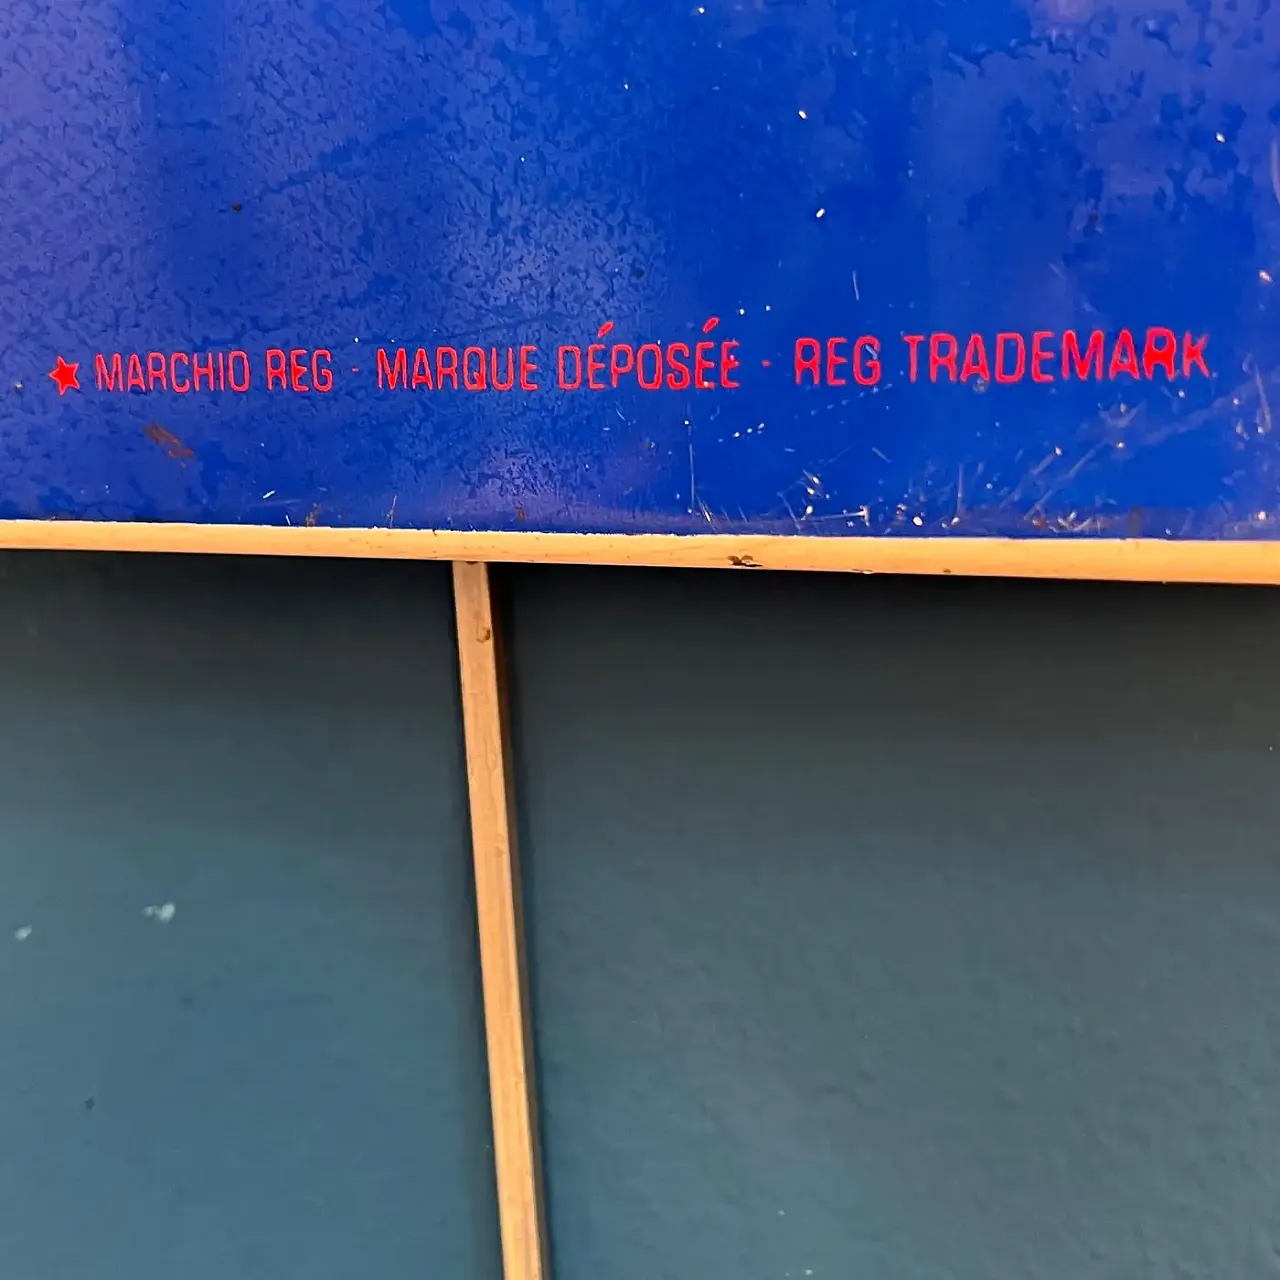 ★ MARCHIO REG - MARQUE DÉPOSÉE - REG TRADEMARK